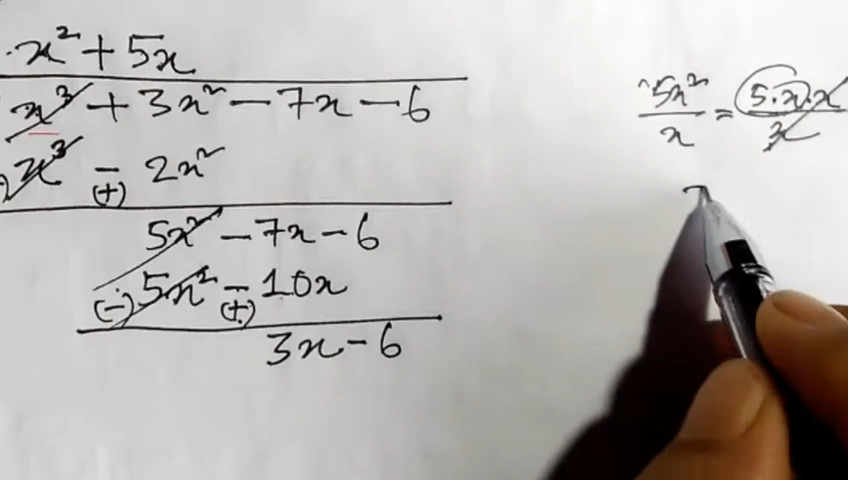 x² + 5x
x³ + 3x² - 7x - 6
x³ - 2x²
(+)
5x² - 7x - 6
5x² - 10x
(-) (+)
3x - 6
5x²/x = 5.x.x/x